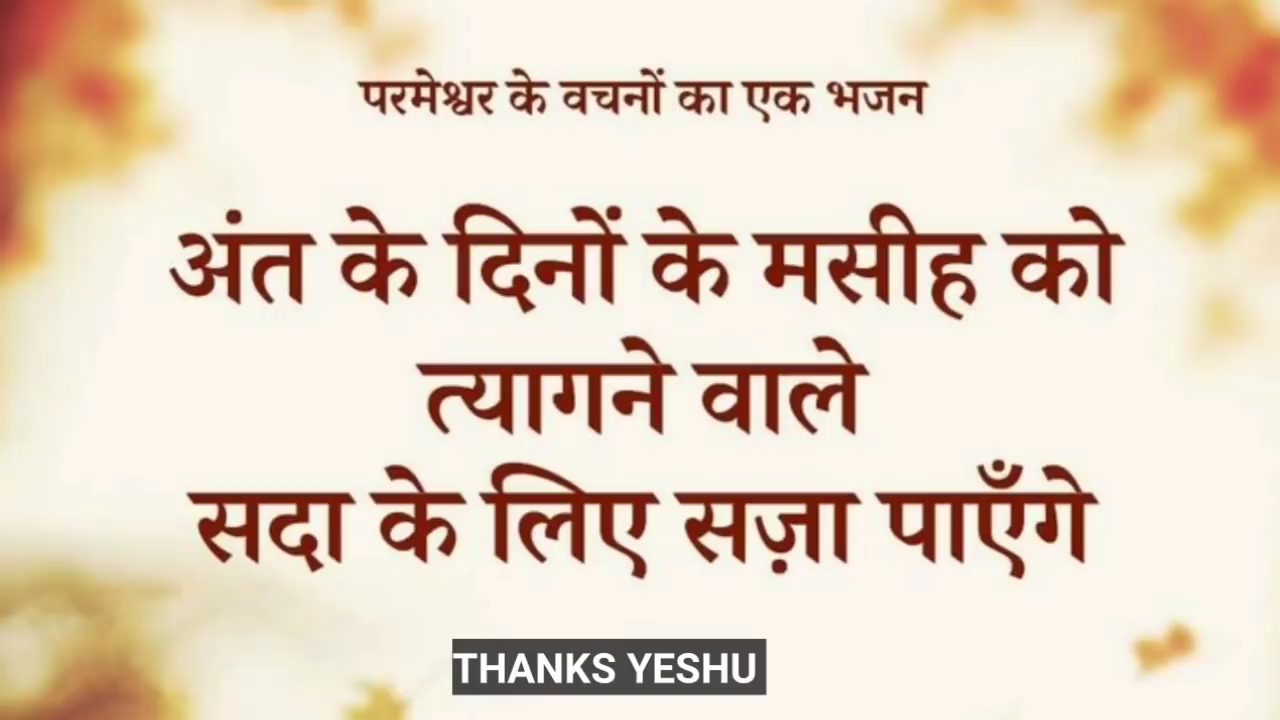 परमेश्वर के वचनों का एक भजन
अंत के दिनों के मसीह को
त्यागने वाले
सदा के लिए सज़ा पाएँगे
THANKS YESHU